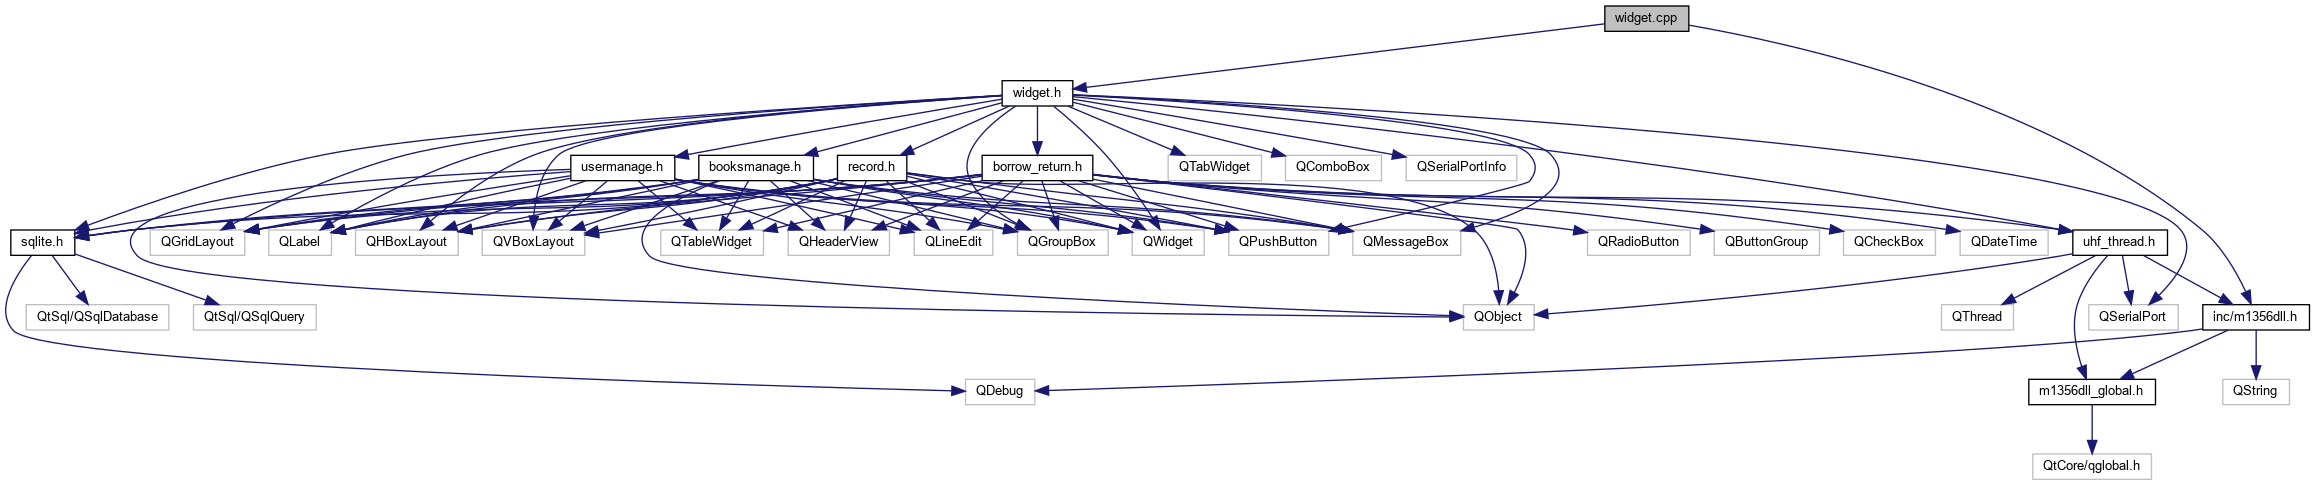 widget.cpp
widget.h
usermanage.h
booksmanage.h
record.h
borrow_return.h
QTabWidget
QComboBox
QSerialPortInfo
sqlite.h
QGridLayout
QLabel
QHBoxLayout
QVBoxLayout
QTableWidget
QHeaderView
QLineEdit
QGroupBox
QWidget
QPushButton
QMessageBox
QRadioButton
QButtonGroup
QCheckBox
QDateTime
uhf_thread.h
QtSql/QSqlDatabase
QtSql/QSqlQuery
QObject
QThread
QSerialPort
inc/m1356dll.h
QDebug
m1356dll_global.h
QString
QtCore/qglobal.h